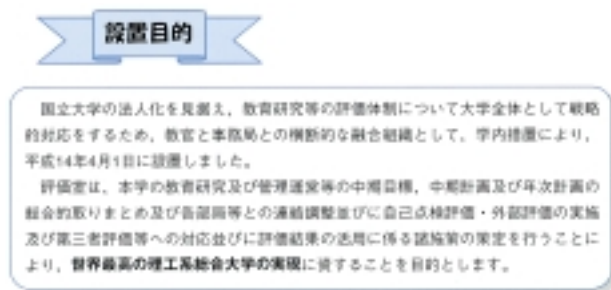 設置目的
国立大学の法人化を見据え，教育研究等の評価体制について大学全体として戦略
的対応をするため，教官と事務局との横断的な融合組織として，学内措置により，
平成14年4月1日に設置しました。
評価室は，本学の教育研究及び管理運営等の中期目標，中期計画及び年次計画の
総合的取りまとめ及び各部局等との連絡調整並びに自己点検評価・外部評価の実施
及び第三者評価等への対応並びに評価結果の活用に係る諸施策の策定を行うことに
より，世界最高の理工系総合大学の実現に資することを目的とします。